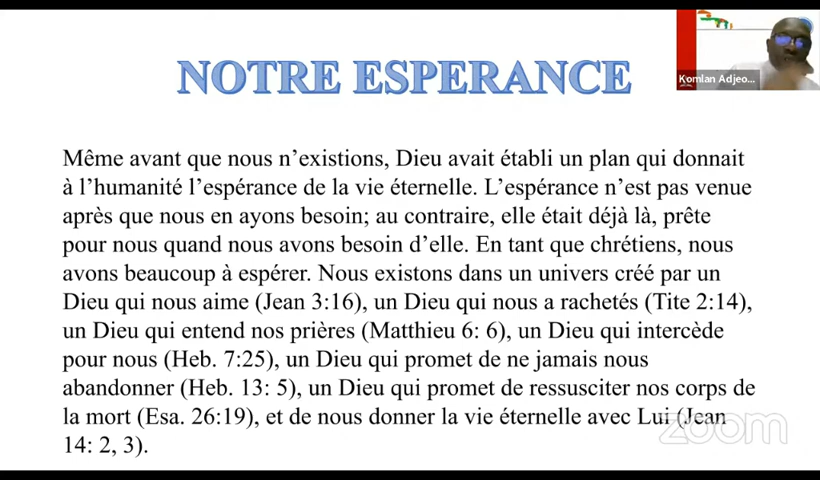 NOTRE ESPERANCE
Komlan Adjeo...
Même avant que nous n’existions, Dieu avait établi un plan qui donnait
à l’humanité l’espérance de la vie éternelle. L’espérance n’est pas venue
après que nous en ayons besoin; au contraire, elle était déjà là, prête
pour nous quand nous avons besoin d’elle. En tant que chrétiens, nous
avons beaucoup à espérer. Nous existons dans un univers créé par un
Dieu qui nous aime (Jean 3:16), un Dieu qui nous a rachetés (Tite 2:14),
un Dieu qui entend nos prières (Matthieu 6: 6), un Dieu qui intercède
pour nous (Heb. 7:25), un Dieu qui promet de ne jamais nous
abandonner (Heb. 13: 5), un Dieu qui promet de ressusciter nos corps de
la mort (Esa. 26:19), et de nous donner la vie éternelle avec Lui (Jean
14: 2, 3).
zoom